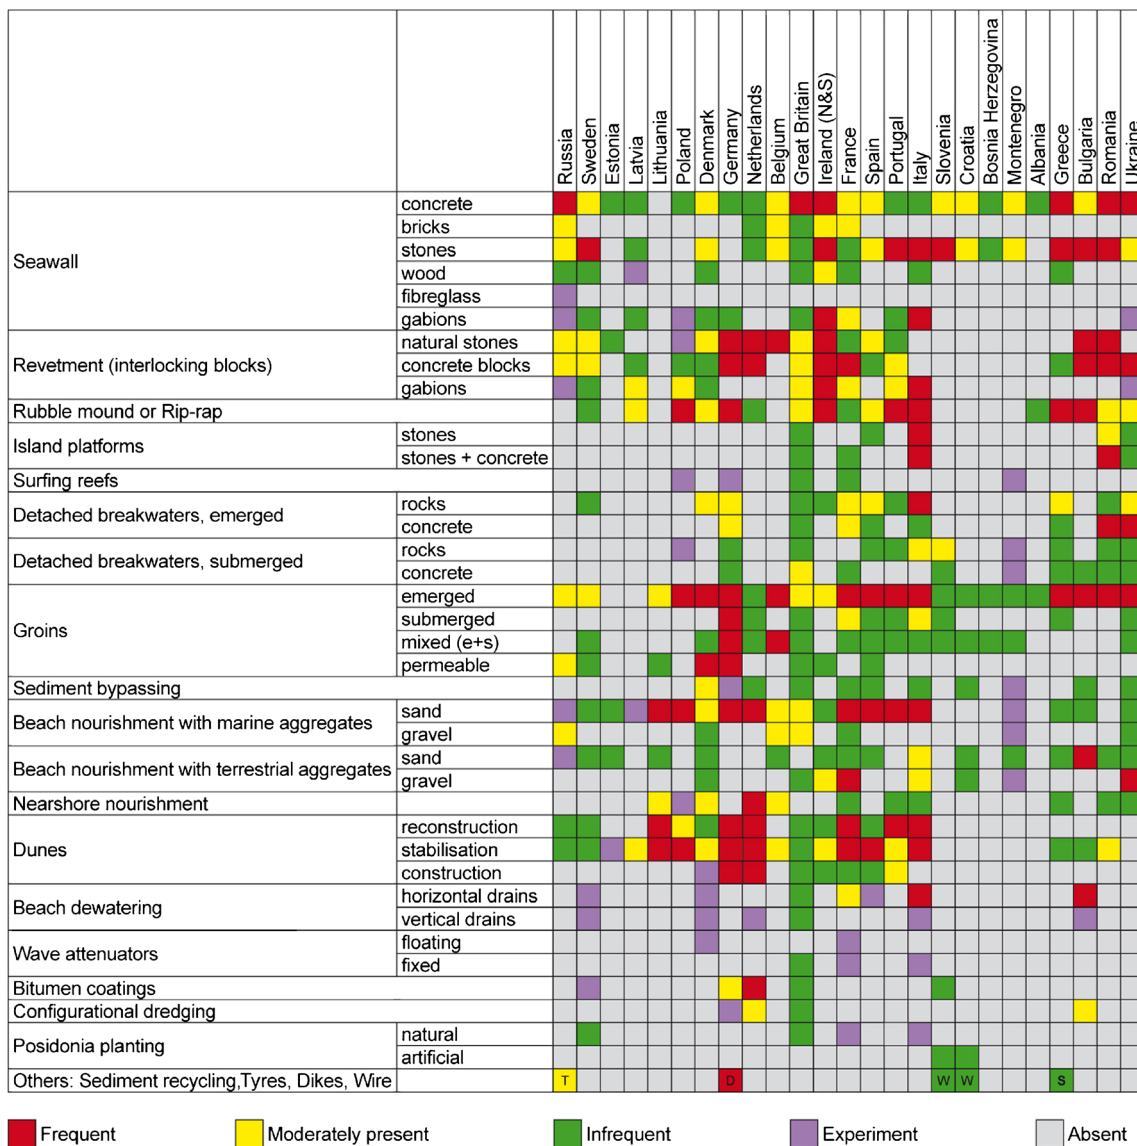 Russia
Sweden
Estonia
Latvia
Lithuania
Poland
Denmark
Germany
Netherlands
Belgium
Great Britain
Ireland (N&S)
France
Spain
Portugal
Italy
Slovenia
Croatia
Bosnia Herzegovina
Montenegro
Albania
Greece
Bulgaria
Romania
Ukraine
Seawall
concrete
bricks
stones
wood
fibreglass
gabions
Revetment (interlocking blocks)
natural stones
concrete blocks
gabions
Rubble mound or Rip-rap
Island platforms
stones
stones + concrete
Surfing reefs
Detached breakwaters, emerged
rocks
concrete
Detached breakwaters, submerged
rocks
concrete
Groins
emerged
submerged
mixed (e+s)
permeable
Sediment bypassing
Beach nourishment with marine aggregates
sand
gravel
Beach nourishment with terrestrial aggregates
sand
gravel
Nearshore nourishment
Dunes
reconstruction
stabilisation
construction
Beach dewatering
horizontal drains
vertical drains
Wave attenuators
floating
fixed
Bitumen coatings
Configurational dredging
Posidonia planting
natural
artificial
Others: Sediment recycling,Tyres, Dikes, Wire
T
D
W
W
S
Frequent
Moderately present
Infrequent
Experiment
Absent